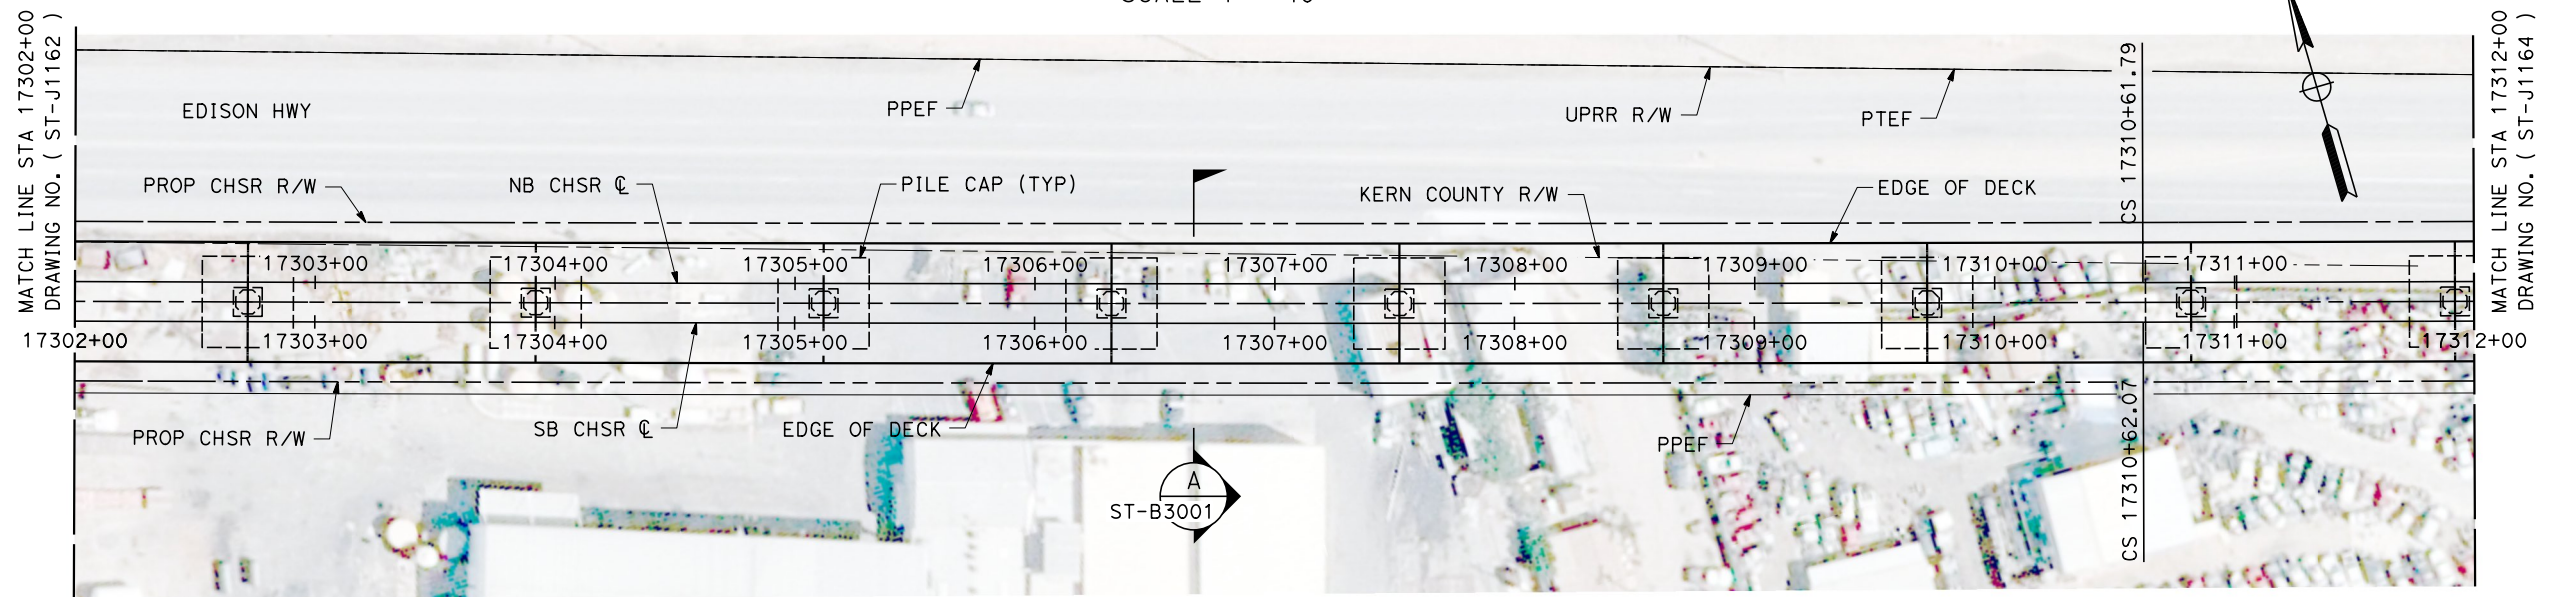 MATCH LINE STA 17302+00
DRAWING NO. ( ST-J1162 )
EDISON HWY
PPEF
UPRR R/W
PTEF
CS 17310+61.79
MATCH LINE STA 17312+00
DRAWING NO. ( ST-J1164 )
PROP CHSR R/W
NB CHSR ℄
PILE CAP (TYP)
KERN COUNTY R/W
EDGE OF DECK
17303+00
17304+00
17305+00
17306+00
17307+00
17308+00
17309+00
17310+00
17311+00
17302+00
17303+00
17304+00
17305+00
17306+00
17307+00
17308+00
17309+00
17310+00
17311+00
17312+00
PROP CHSR R/W
SB CHSR ℄
EDGE OF DECK
PPEF
CS 17310+62.07
A
ST-B3001